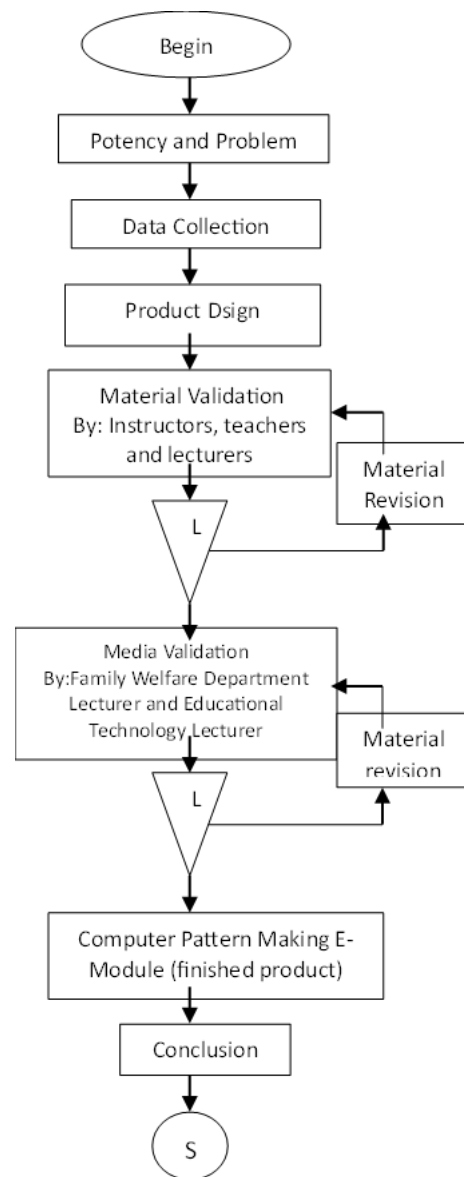 Begin
Potency and Problem
Data Collection
Product Dsign
Material Validation
By: Instructors, teachers
and lecturers
Material
Revision
L
Media Validation
By:Family Welfare Department
Lecturer and Educational
Technology Lecturer
Material
revision
L
Computer Pattern Making E-
Module (finished product)
Conclusion
S